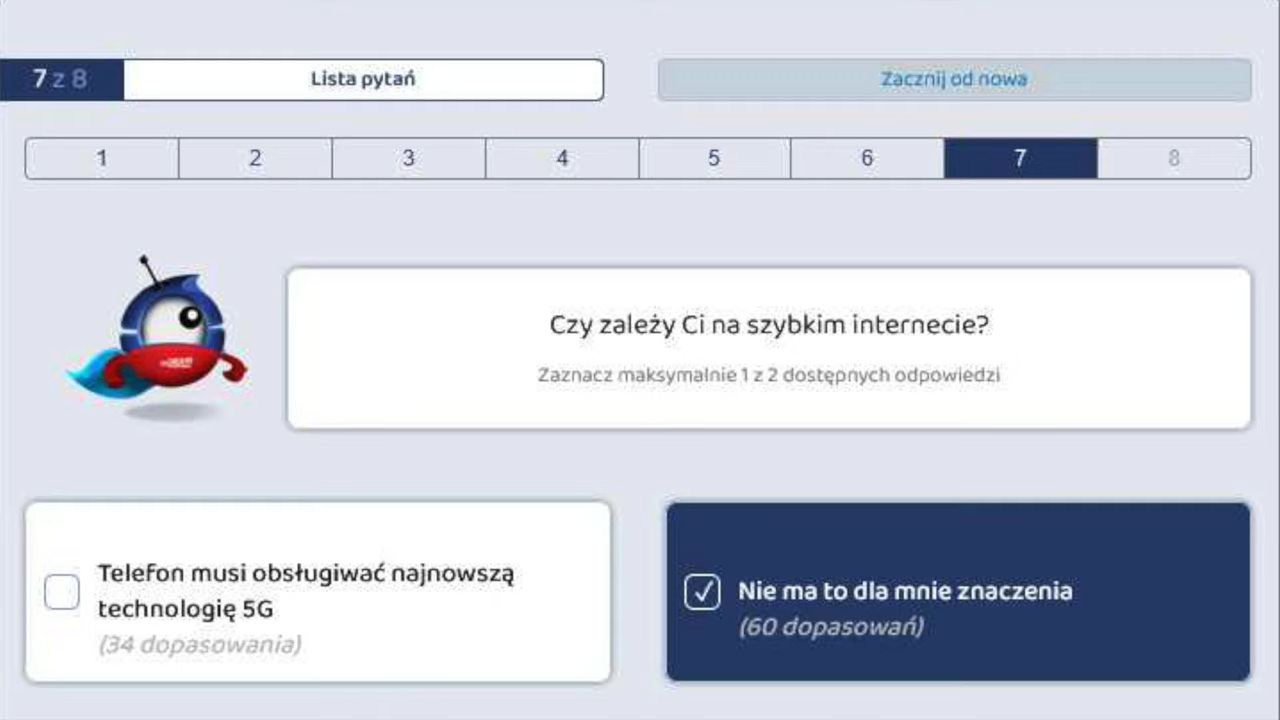 7 z 8
Lista pytań
Zacznij od nowa
1 2 3 4 5 6 7 8
Czy zależy Ci na szybkim internecie?
Zaznacz maksymalnie 1 z 2 dostępnych odpowiedzi
Telefon musi obsługiwać najnowszą
technologię 5G
(34 dopasowania)
Nie ma to dla mnie znaczenia
(60 dopasowań)